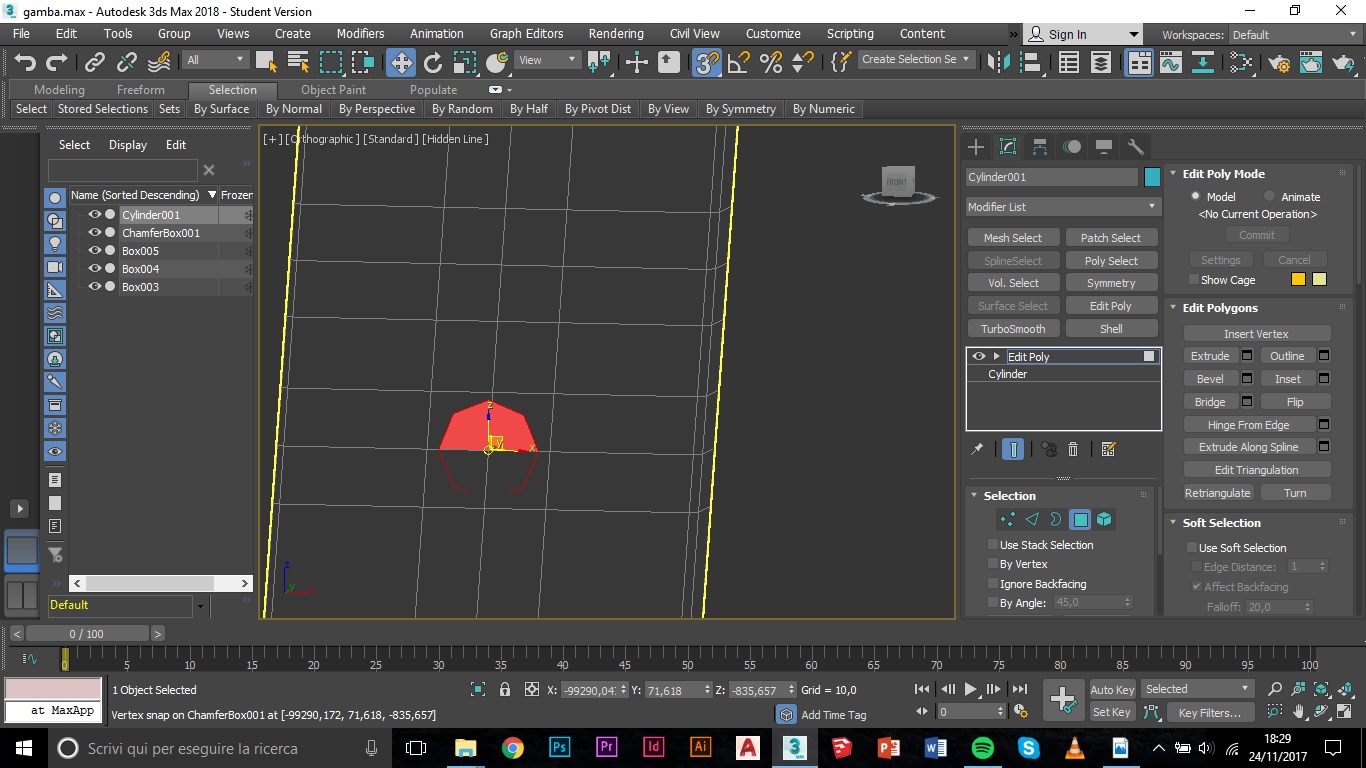 gamba.max - Autodesk 3ds Max 2018 - Student Version
File Edit Tools Group Views Create Modifiers Animation Graph Editors Rendering Civil View Customize Scripting Content » Sign In Workspaces: Default
All View 3 Create Selection Se
Modeling Freeform Selection Object Paint Populate
Select Stored Selections Sets By Surface By Normal By Perspective By Random By Half By Pivot Dist By View By Symmetry By Numeric
[+] [Orthographic ] [Standard ] [Hidden Line ]
FRONT
z
y
x
z
y
Select Display Edit
Name (Sorted Descending) Frozen
Cylinder001
ChamferBox001
Box005
Box004
Box003
Default
Cylinder001
Modifier List
Mesh Select Patch Select
SplineSelect Poly Select
Vol. Select Symmetry
Surface Select Edit Poly
TurboSmooth Shell
Edit Poly
Cylinder
Selection
Use Stack Selection
By Vertex
Ignore Backfacing
By Angle: 45,0
Edit Poly Mode
Model Animate
<No Current Operation>
Commit
Settings Cancel
Show Cage
Edit Polygons
Insert Vertex
Extrude Outline
Bevel Inset
Bridge Flip
Hinge From Edge
Extrude Along Spline
Edit Triangulation
Retriangulate Turn
Soft Selection
Use Soft Selection
Edge Distance: 1
Affect Backfacing
Falloff: 20,0
< 0 / 100 >
0 5 10 15 20 25 30 35 40 45 50 55 60 65 70 75 80 85 90 95 100
1 Object Selected X: -99290,04 Y: 71,618 Z: -835,657 Grid = 10,0 Auto Key Selected
at MaxApp Vertex snap on ChamferBox001 at [-99290,172, 71,618, -835,657] Add Time Tag 0 Set Key Key Filters...
Scrivi qui per eseguire la ricerca Ps Pr Id Ai A 3 MAX P W S 18:29
24/11/2017